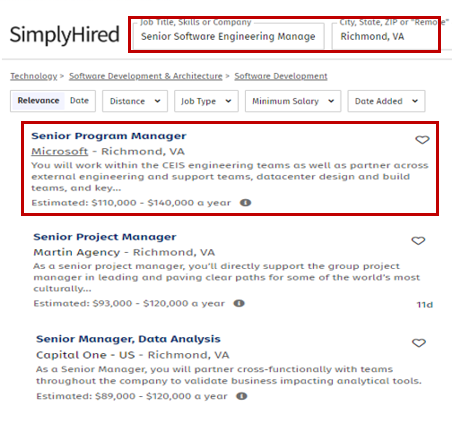 SimplyHired
Job Title, Skills or Company
City, State, ZIP or "Remote"
Senior Software Engineering Manage
Richmond, VA
Technology > Software Development & Architecture > Software Development
Relevance Date Distance Job Type Minimum Salary Date Added
Senior Program Manager
Microsoft - Richmond, VA
You will work within the CEIS engineering teams as well as partner across
external engineering and support teams, datacenter design and build
teams, and key...
Estimated: $110,000 - $140,000 a year
Senior Project Manager
Martin Agency - Richmond, VA
As a senior project manager, you'll directly support the group project
manager in leading and paving clear paths for some of the world's most
culturally...
Estimated: $93,000 - $120,000 a year
11d
Senior Manager, Data Analysis
Capital One - US - Richmond, VA
As a Senior Manager, you will partner cross-functionally with teams
throughout the company to validate business impacting analytical tools.
Estimated: $89,000 - $120,000 a year